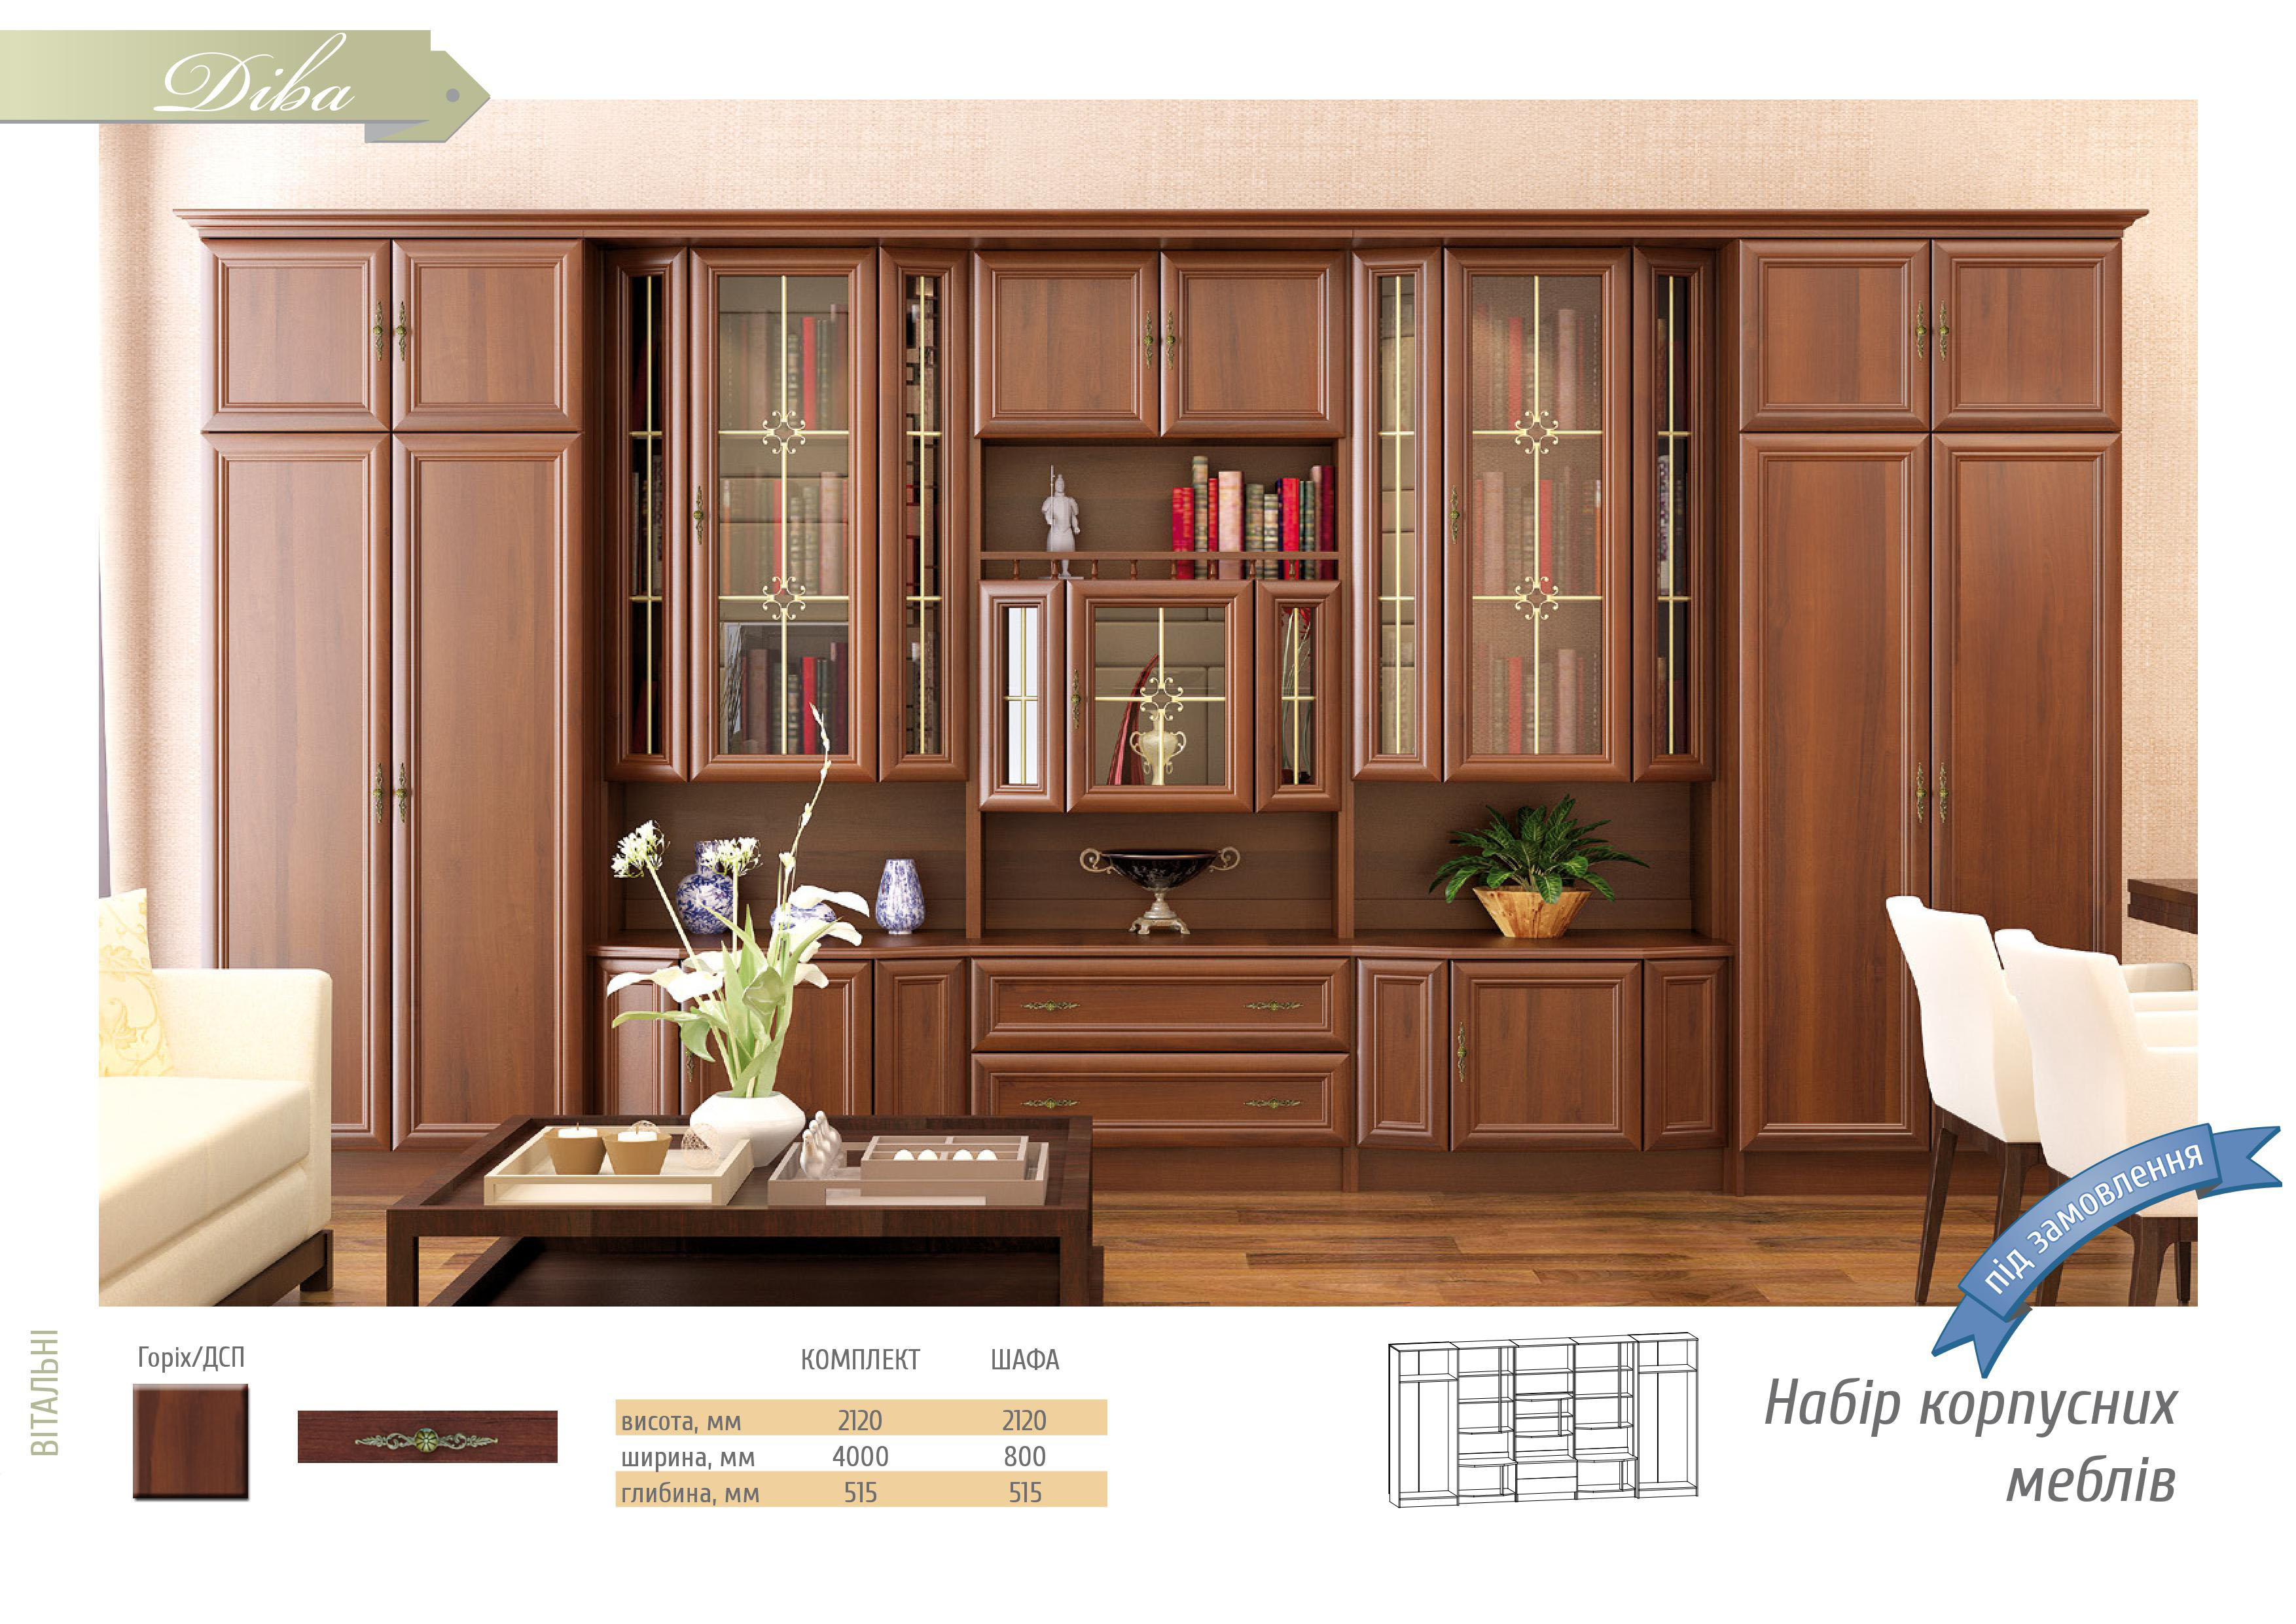 Діва
під замовлення
ВІТАЛЬНІ
Горіх/ДСП
КОМПЛЕКТ ШАФА
висота, мм 2120 2120
ширина, мм 4000 800
глибина, мм 515 515
Набір корпусних
меблів